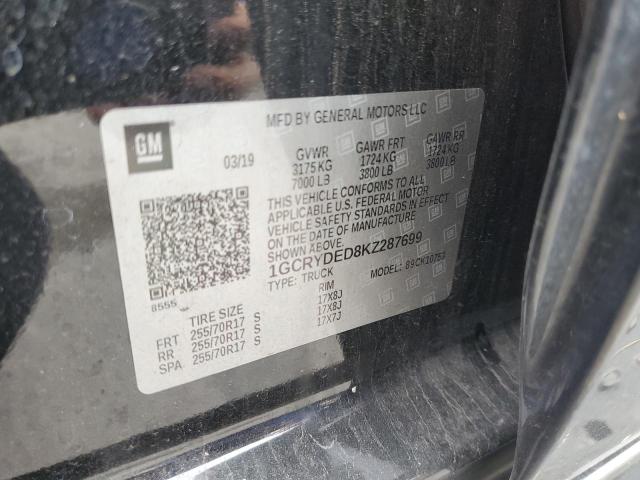 MFD BY GENERAL MOTORS LLC
GM
03/19
GVWR GAWR FRT GAWR RR
3175 KG 1724 KG 1724 KG
7000 LB 3800 LB 3800 LB
THIS VEHICLE CONFORMS TO ALL
APPLICABLE U.S. FEDERAL MOTOR
VEHICLE SAFETY STANDARDS IN EFFECT
ON THE DATE OF MANUFACTURE
SHOWN ABOVE.
1GCRYDED8KZ287699
TYPE: TRUCK MODEL: 89CK10753
8555
TIRE SIZE RIM
FRT 255/70R17 S 17X8J
RR 255/70R17 S 17X8J
SPA 255/70R17 S 17X7J